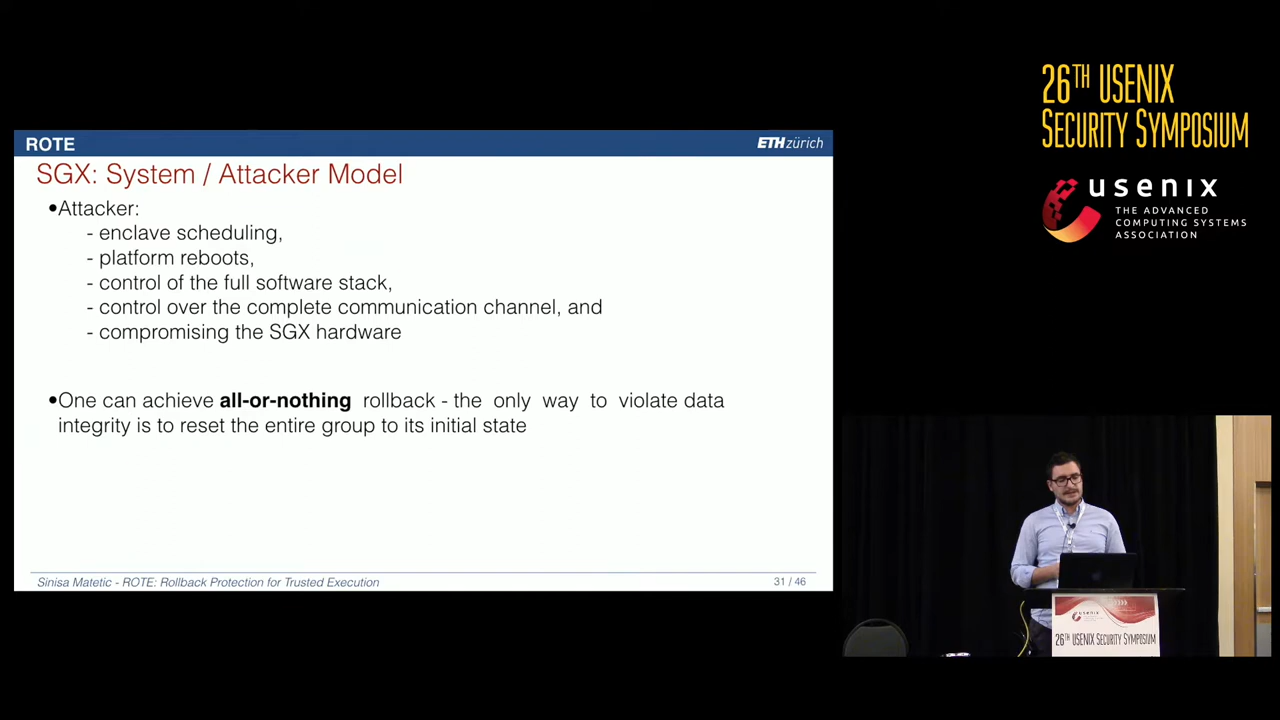 26TH USENIX
SECURITY SYMPOSIUM
usenix
THE ADVANCED
COMPUTING SYSTEMS
ASSOCIATION
ROTE
ETH zürich
SGX: System / Attacker Model
•Attacker:
- enclave scheduling,
- platform reboots,
- control of the full software stack,
- control over the complete communication channel, and
- compromising the SGX hardware
•One can achieve all-or-nothing rollback - the only way to violate data
integrity is to reset the entire group to its initial state
Sinisa Matetic - ROTE: Rollback Protection for Trusted Execution
31 / 46
usenix
26TH USENIX SECURITY SYMPOSIUM